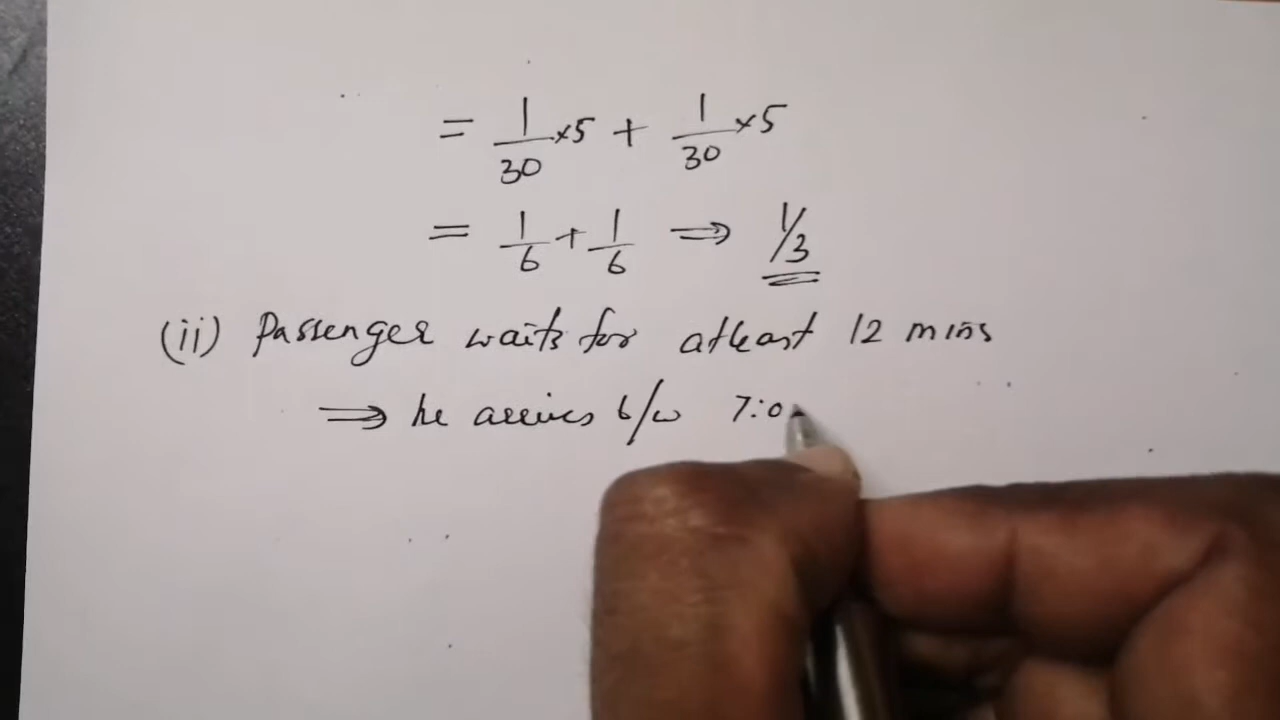 = 1/30 ×5 + 1/30 ×5
= 1/6 + 1/6 ⇒ 1/3
(ii) Passenger waits for atleast 12 mins
⇒ he arrives b/w 7:0